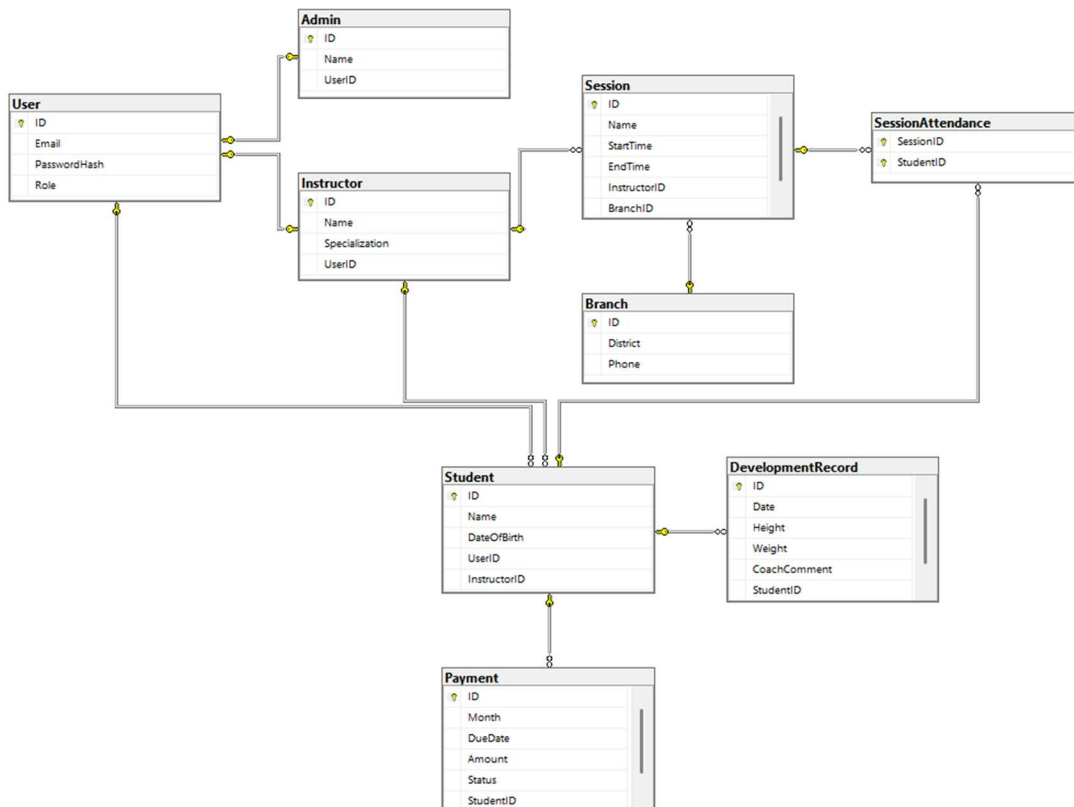 Admin
ID
Name
UserID
User
ID
Email
PasswordHash
Role
Instructor
ID
Name
Specialization
UserID
Session
ID
Name
StartTime
EndTime
InstructorID
BranchID
SessionAttendance
SessionID
StudentID
Branch
ID
District
Phone
Student
ID
Name
DateOfBirth
UserID
InstructorID
DevelopmentRecord
ID
Date
Height
Weight
CoachComment
StudentID
Payment
ID
Month
DueDate
Amount
Status
StudentID